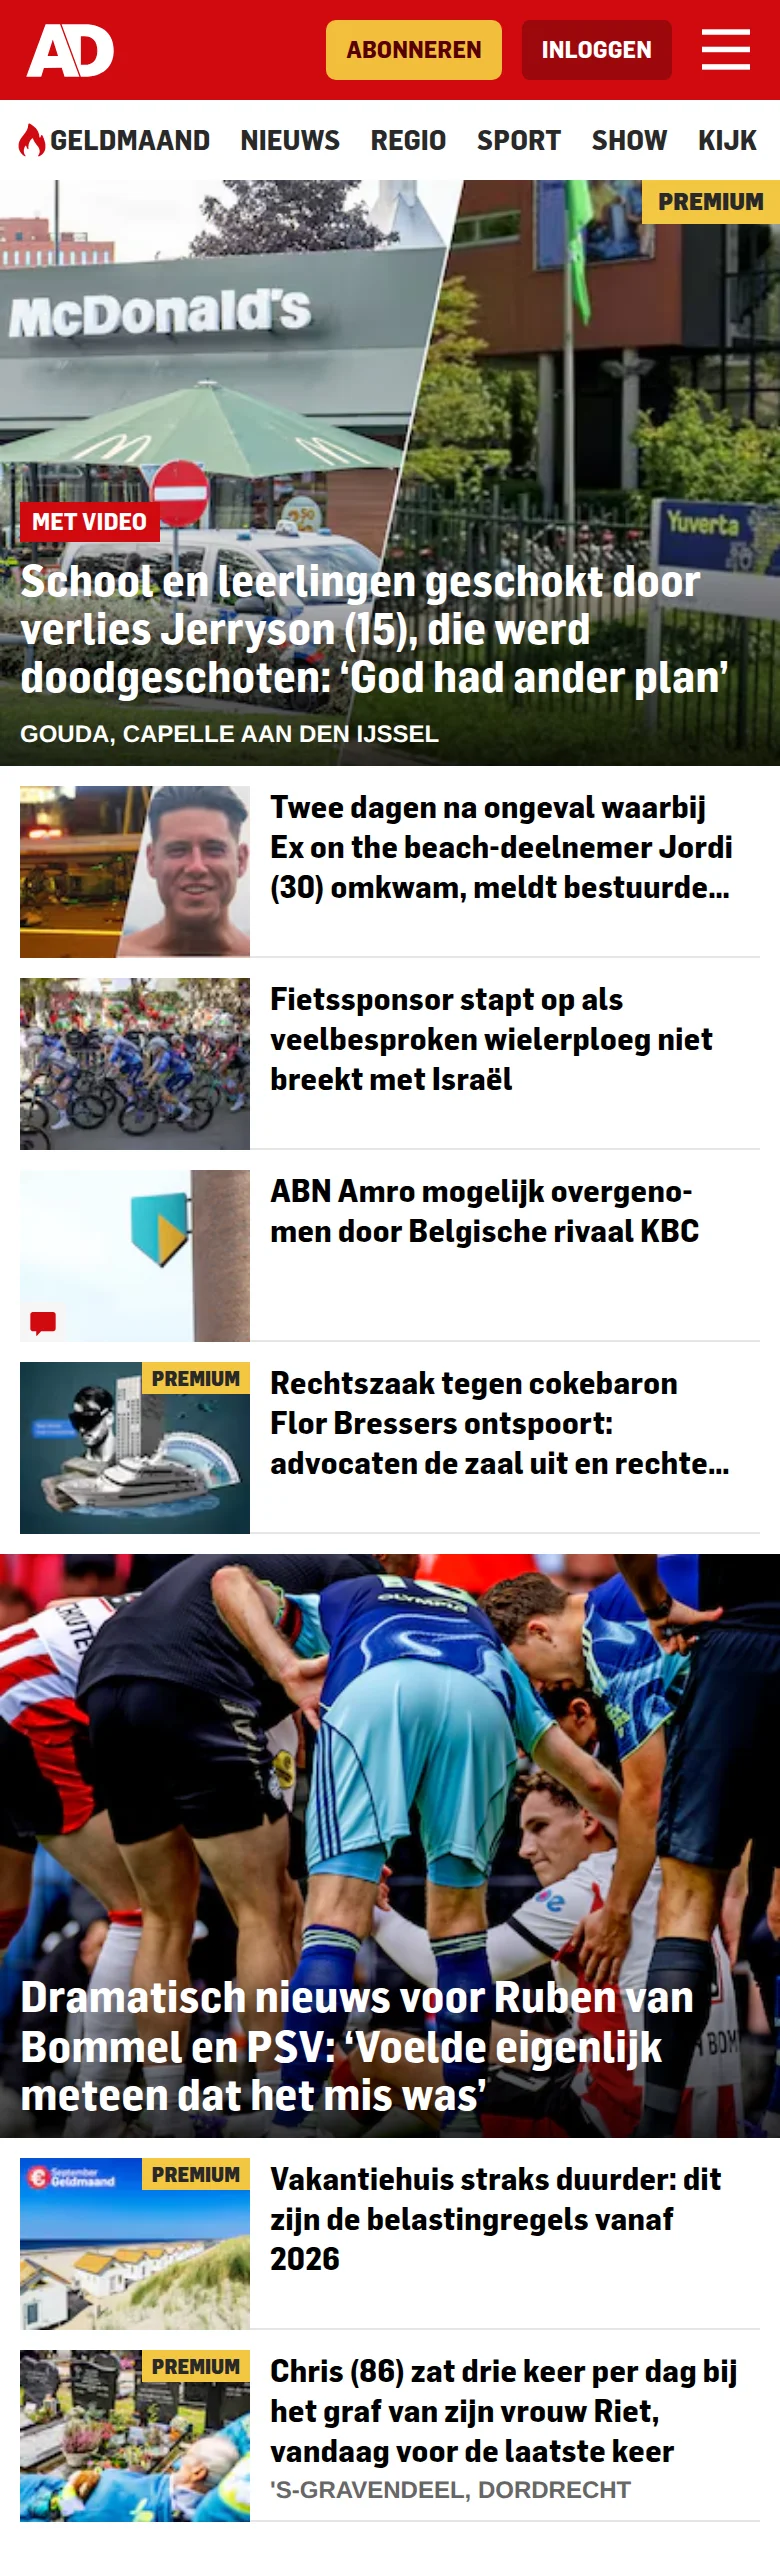 AD
ABONNEREN
INLOGGEN
GELDMAAND NIEUWS REGIO SPORT SHOW KIJK
PREMIUM
McDonald's
Yuverta
MET VIDEO
School en leerlingen geschokt door
verlies Jerryson (15), die werd
doodgeschoten: ‘God had ander plan’
GOUDA, CAPELLE AAN DEN IJSSEL
Twee dagen na ongeval waarbij
Ex on the beach-deelnemer Jordi
(30) omkwam, meldt bestuurde...
Fietssponsor stapt op als
veelbesproken wielerploeg niet
breekt met Israël
ABN Amro mogelijk overgeno-
men door Belgische rivaal KBC
PREMIUM
Rechtszaak tegen cokebaron
Flor Bressers ontspoort:
advocaten de zaal uit en rechte...
OLYMPIA
Dramatisch nieuws voor Ruben van
Bommel en PSV: ‘Voelde eigenlijk
meteen dat het mis was’
September
Geldmaand
PREMIUM
Vakantiehuis straks duurder: dit
zijn de belastingregels vanaf
2026
PREMIUM
Chris (86) zat drie keer per dag bij
het graf van zijn vrouw Riet,
vandaag voor de laatste keer
'S-GRAVENDEEL, DORDRECHT